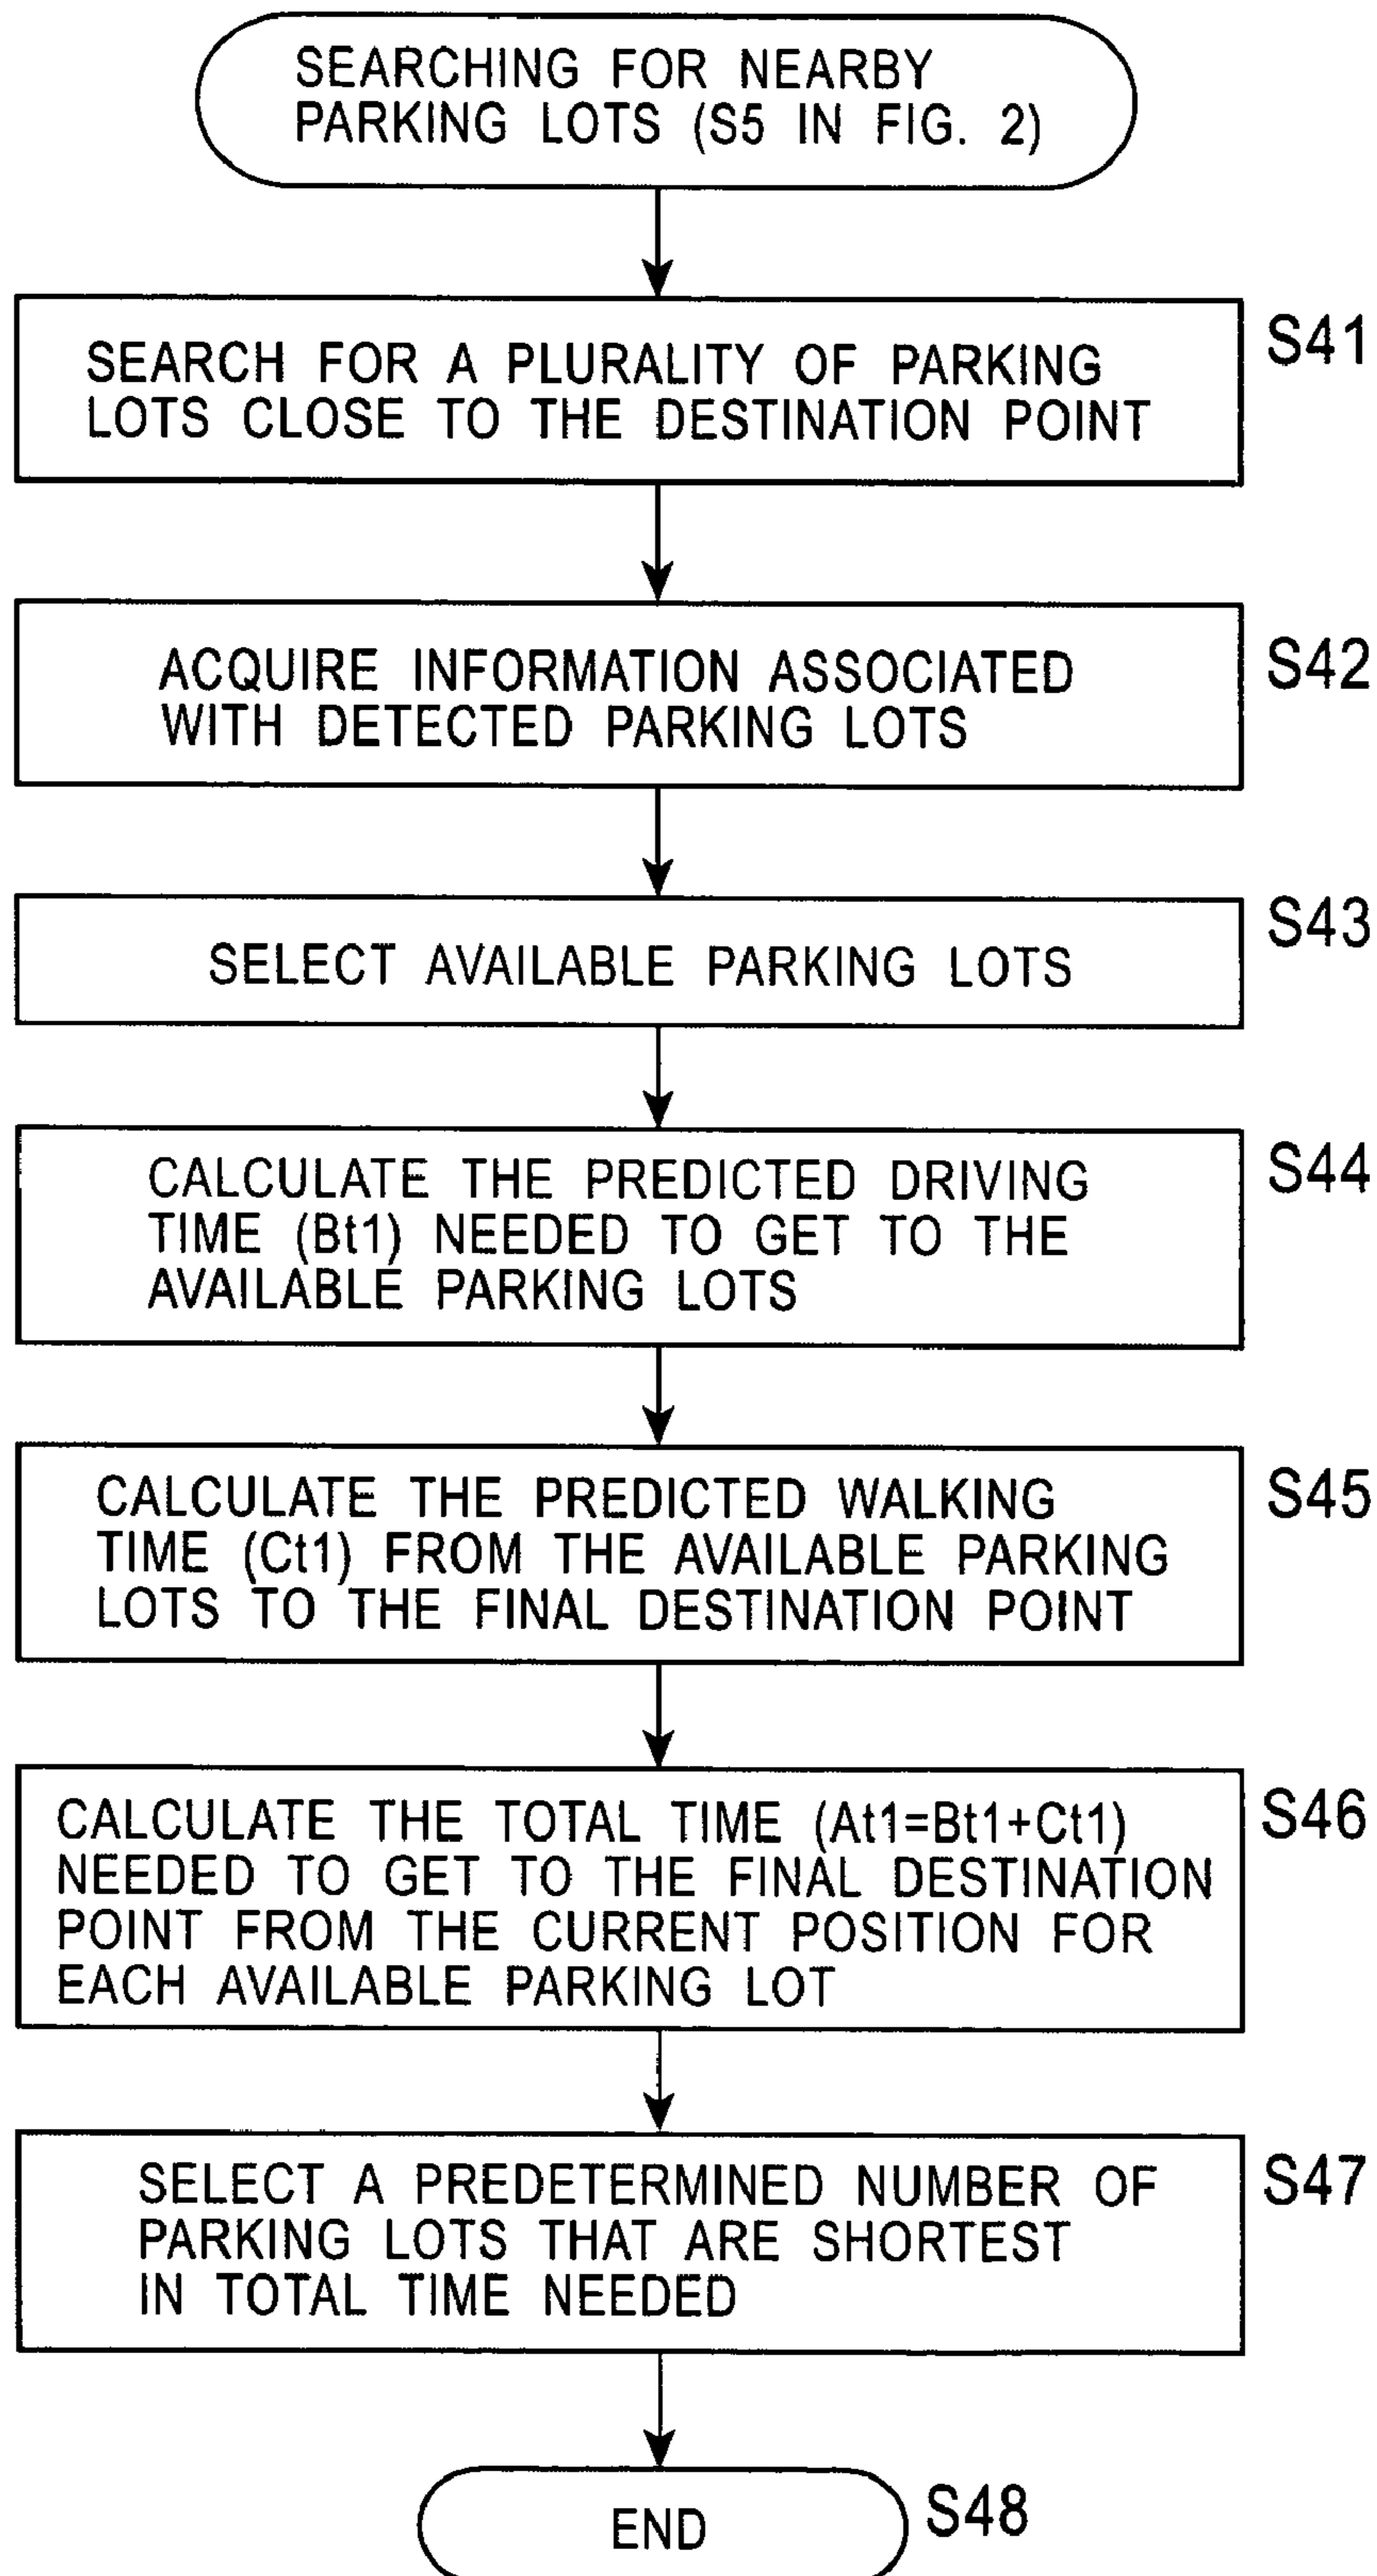 SEARCHING FOR NEARBY
PARKING LOTS (S5 IN FIG. 2)
S41
SEARCH FOR A PLURALITY OF PARKING
LOTS CLOSE TO THE DESTINATION POINT
S42
ACQUIRE INFORMATION ASSOCIATED
WITH DETECTED PARKING LOTS
S43
SELECT AVAILABLE PARKING LOTS
S44
CALCULATE THE PREDICTED DRIVING
TIME (Bt1) NEEDED TO GET TO THE
AVAILABLE PARKING LOTS
S45
CALCULATE THE PREDICTED WALKING
TIME (Ct1) FROM THE AVAILABLE PARKING
LOTS TO THE FINAL DESTINATION POINT
S46
CALCULATE THE TOTAL TIME (At1=Bt1+Ct1)
NEEDED TO GET TO THE FINAL DESTINATION
POINT FROM THE CURRENT POSITION FOR
EACH AVAILABLE PARKING LOT
S47
SELECT A PREDETERMINED NUMBER OF
PARKING LOTS THAT ARE SHORTEST
IN TOTAL TIME NEEDED
S48
END